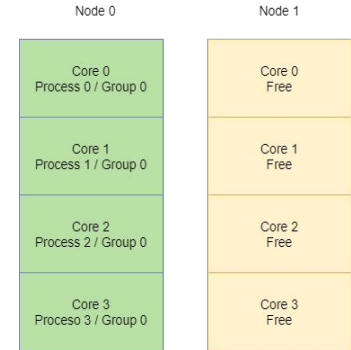 Node 0
Node 1
Core 0
Process 0 / Group 0
Core 0
Free
Core 1
Process 1 / Group 0
Core 1
Free
Core 2
Process 2 / Group 0
Core 2
Free
Core 3
Proceso 3 / Group 0
Core 3
Free